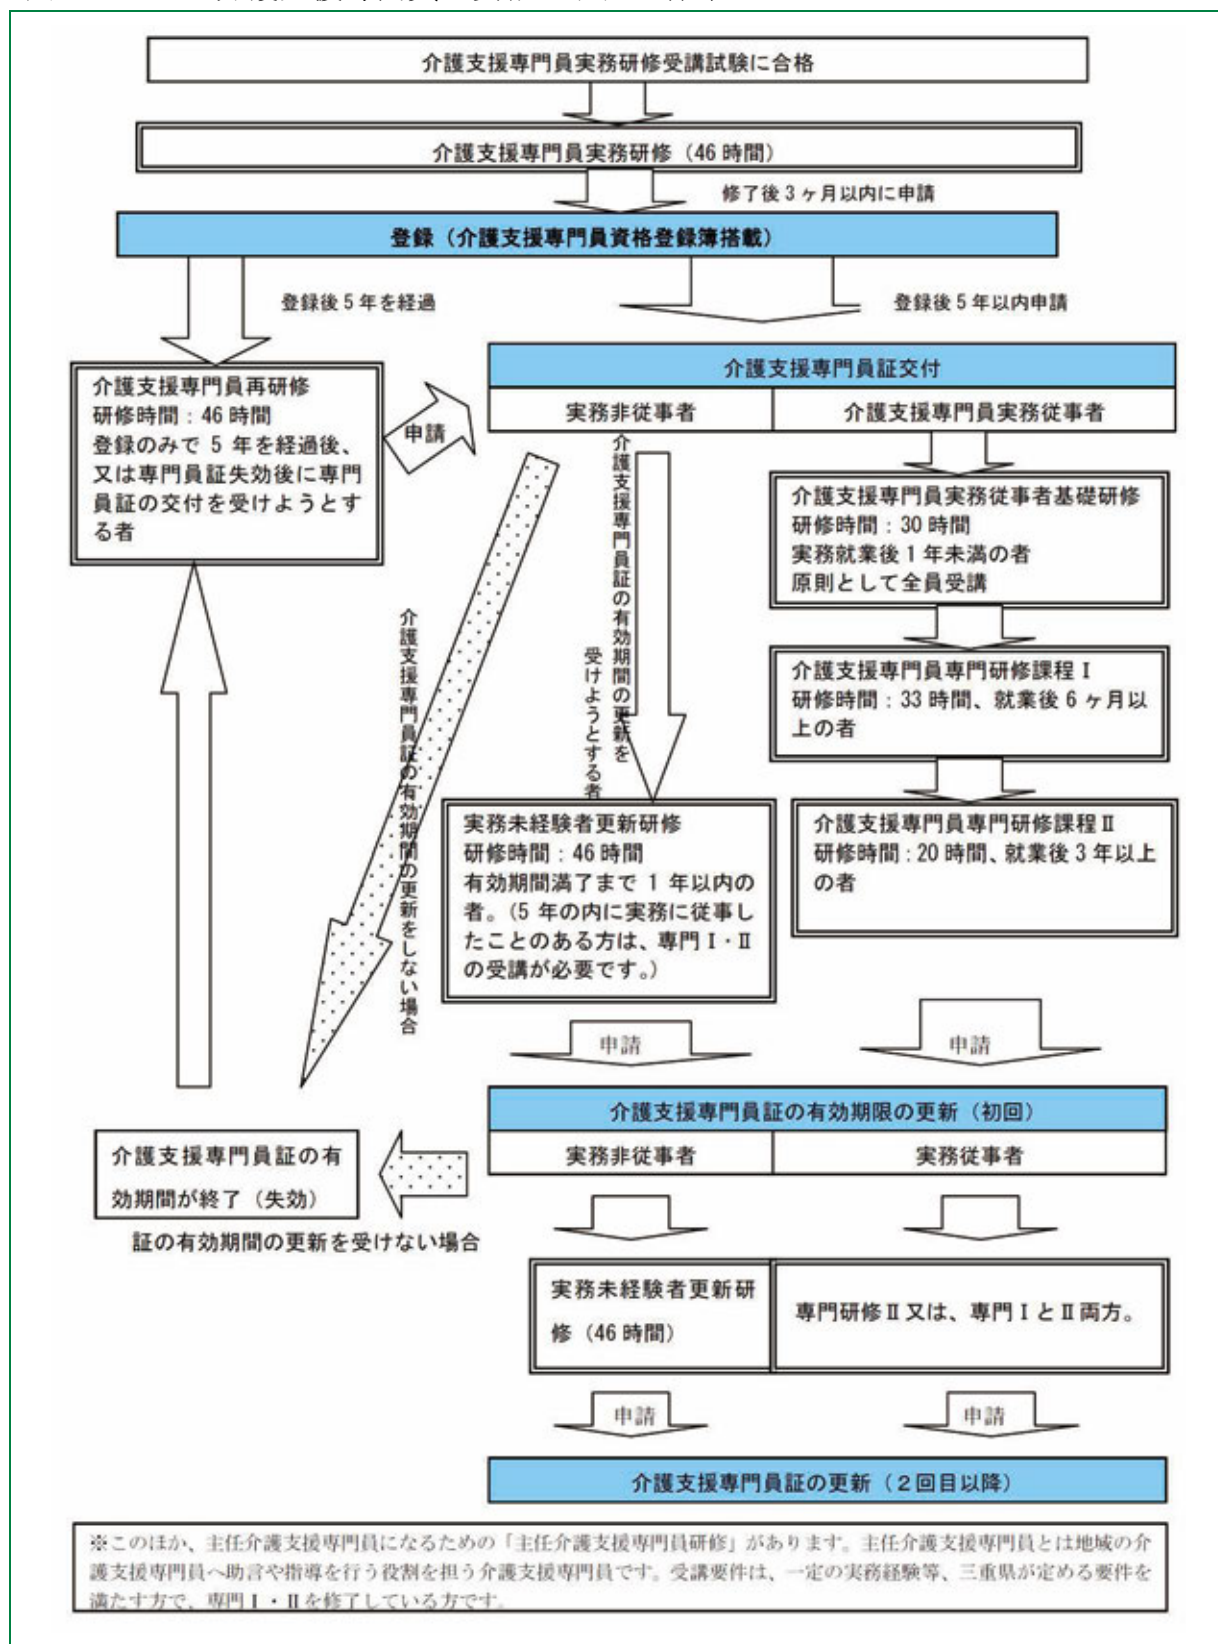 介護支援専門員実務研修受講試験に合格
介護支援専門員実務研修（46 時間）
修了後 3 ヶ月以内に申請
登録（介護支援専門員資格登録簿搭載）
登録後 5 年を経過
登録後 5 年以内申請
介護支援専門員再研修
研修時間：46 時間
登録のみで 5 年を経過後、
又は専門員証失効後に専門
員証の交付を受けようとす
る者
申請
介護支援専門員証交付
実務非従事者
介護支援専門員実務従事者
介護支援専門員実務従事者基礎研修
研修時間：30 時間
実務就業後 1 年未満の者
原則として全員受講
介護支援専門員証の有効期間の更新を
受けようとする者
介護支援専門員証の有効期間の更新をしない場合
介護支援専門員専門研修課程Ⅰ
研修時間：33 時間、就業後 6 ヶ月以
上の者
実務未経験者更新研修
研修時間：46 時間
有効期間満了まで 1 年以内の
者。（5 年の内に実務に従事し
たことのある方は、専門Ⅰ・Ⅱ
の受講が必要です。）
介護支援専門員専門研修課程Ⅱ
研修時間：20 時間、就業後 3 年以上
の者
申請
申請
介護支援専門員証の有効期限の更新（初回）
実務非従事者
実務従事者
介護支援専門員証の有
効期間が終了（失効）
証の有効期間の更新を受けない場合
実務未経験者更新研
修（46 時間）
専門研修Ⅱ又は、専門ⅠとⅡ両方。
申請
申請
介護支援専門員証の更新（２回目以降）
※このほか、主任介護支援専門員になるための「主任介護支援専門員研修」があります。主任介護支援専門員とは地域の介
護支援専門員へ助言や指導を行う役割を担う介護支援専門員です。受講要件は、一定の実務経験等、三重県が定める要件を
満たす方で、専門Ⅰ・Ⅱを修了している方です。